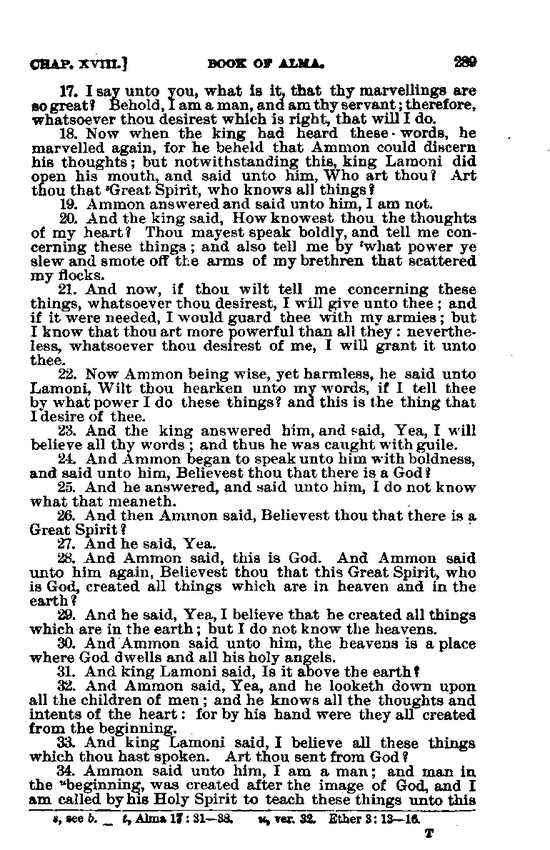 CHAP. XVIII.] BOOK OF ALMA. 289
17. I say unto you, what is it, that thy marvellings are
so great? Behold, I am a man, and am thy servant; therefore,
whatsoever thou desirest which is right, that will I do.
18. Now when the king had heard these words, he
marvelled again, for he beheld that Ammon could discern
his thoughts; but notwithstanding this, king Lamoni did
open his mouth, and said unto him, Who art thou? Art
thou that ˢGreat Spirit, who knows all things?
19. Ammon answered and said unto him, I am not.
20. And the king said, How knowest thou the thoughts
of my heart? Thou mayest speak boldly, and tell me con-
cerning these things; and also tell me by ᵗwhat power ye
slew and smote off the arms of my brethren that scattered
my flocks.
21. And now, if thou wilt tell me concerning these
things, whatsoever thou desirest, I will give unto thee; and
if it were needed, I would guard thee with my armies; but
I know that thou art more powerful than all they: neverthe-
less, whatsoever thou desirest of me, I will grant it unto
thee.
22. Now Ammon being wise, yet harmless, he said unto
Lamoni, Wilt thou hearken unto my words, if I tell thee
by what power I do these things? and this is the thing that
I desire of thee.
23. And the king answered him, and said, Yea, I will
believe all thy words; and thus he was caught with guile.
24. And Ammon began to speak unto him with boldness,
and said unto him, Believest thou that there is a God?
25. And he answered, and said unto him, I do not know
what that meaneth.
26. And then Ammon said, Believest thou that there is a
Great Spirit?
27. And he said, Yea.
28. And Ammon said, this is God. And Ammon said
unto him again, Believest thou that this Great Spirit, who
is God, created all things which are in heaven and in the
earth?
29. And he said, Yea, I believe that he created all things
which are in the earth; but I do not know the heavens.
30. And Ammon said unto him, the heavens is a place
where God dwells and all his holy angels.
31. And king Lamoni said, Is it above the earth?
32. And Ammon said, Yea, and he looketh down upon
all the children of men; and he knows all the thoughts and
intents of the heart: for by his hand were they all created
from the beginning.
33. And king Lamoni said, I believe all these things
which thou hast spoken. Art thou sent from God?
34. Ammon said unto him, I am a man; and man in
the ᵘbeginning, was created after the image of God, and I
am called by his Holy Spirit to teach these things unto this
s, see b. t, Alma 17: 31—38. u, ver. 32. Ether 3: 13—16.
T